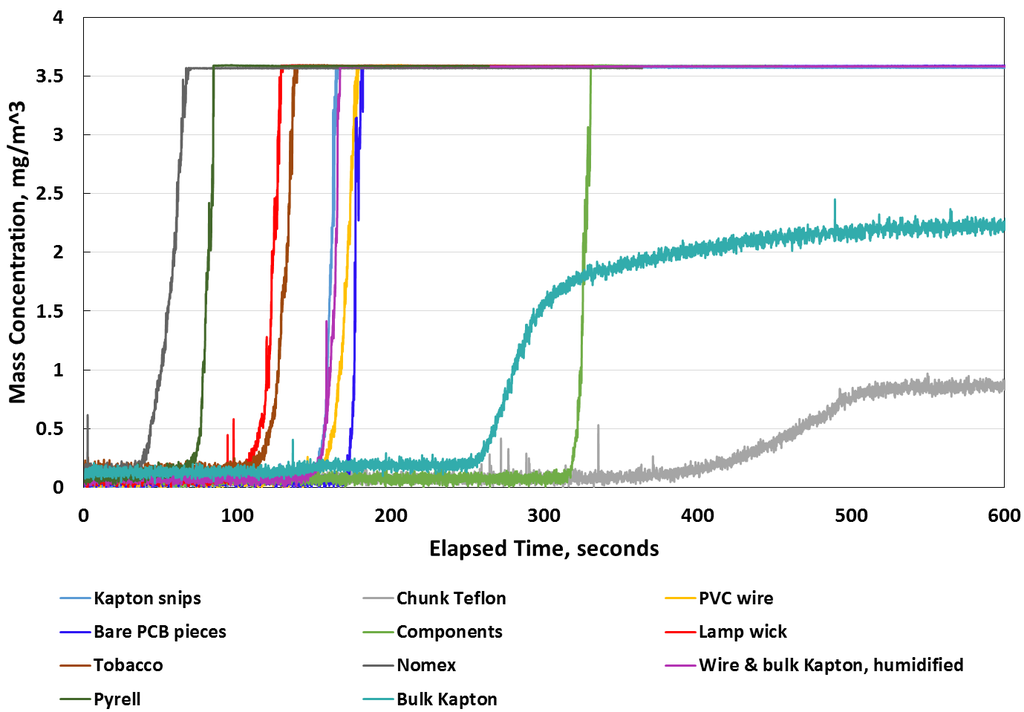 4
3.5
3
2.5
2
1.5
1
0.5
0
Mass Concentration, mg/m^3
0 100 200 300 400 500 600
Elapsed Time, seconds
Kapton snips Chunk Teflon PVC wire
Bare PCB pieces Components Lamp wick
Tobacco Nomex Wire & bulk Kapton, humidified
Pyrell Bulk Kapton